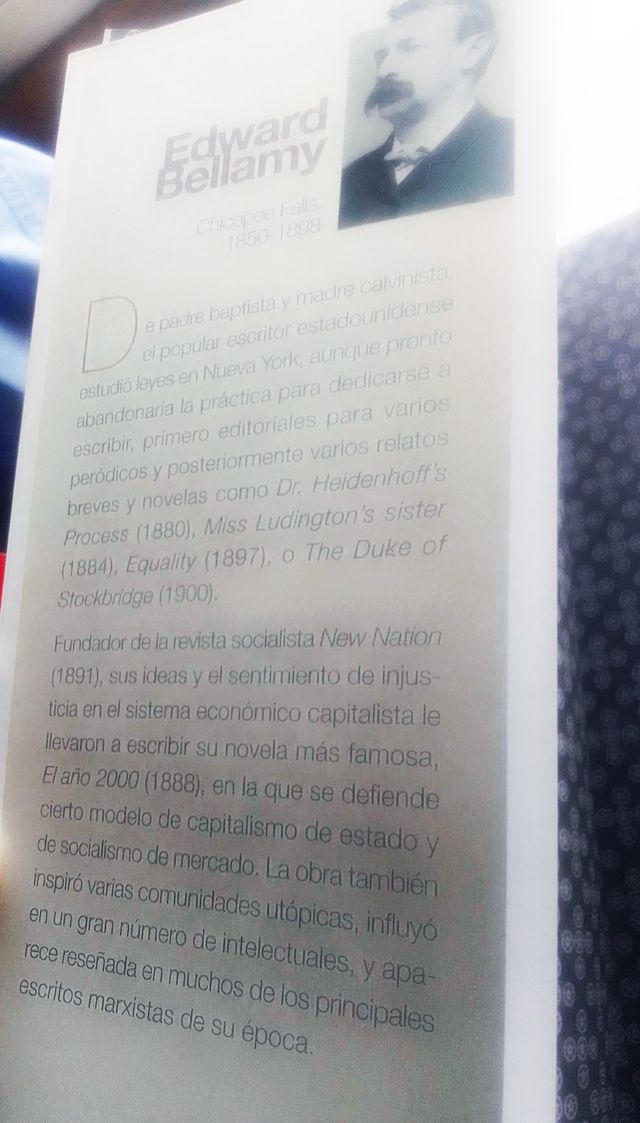 Edward
Bellamy
Chicopee Falls,
1850-1898
De padre baptista y madre calvinista,
el popular escritor estadounidense
estudió leyes en Nueva York, aunque pronto
abandonaría la práctica para dedicarse a
escribir, primero editoriales para varios
peródicos y posteriormente varios relatos
breves y novelas como Dr. Heidenhoff's
Process (1880), Miss Ludington's sister
(1884), Equality (1897), o The Duke of
Stockbridge (1900).
Fundador de la revista socialista New Nation
(1891), sus ideas y el sentimiento de injus-
ticia en el sistema económico capitalista le
llevaron a escribir su novela más famosa,
El año 2000 (1888), en la que se defiende
cierto modelo de capitalismo de estado y
de socialismo de mercado. La obra también
inspiró varias comunidades utópicas, influyó
en un gran número de intelectuales, y apa-
rece reseñada en muchos de los principales
escritos marxistas de su época.